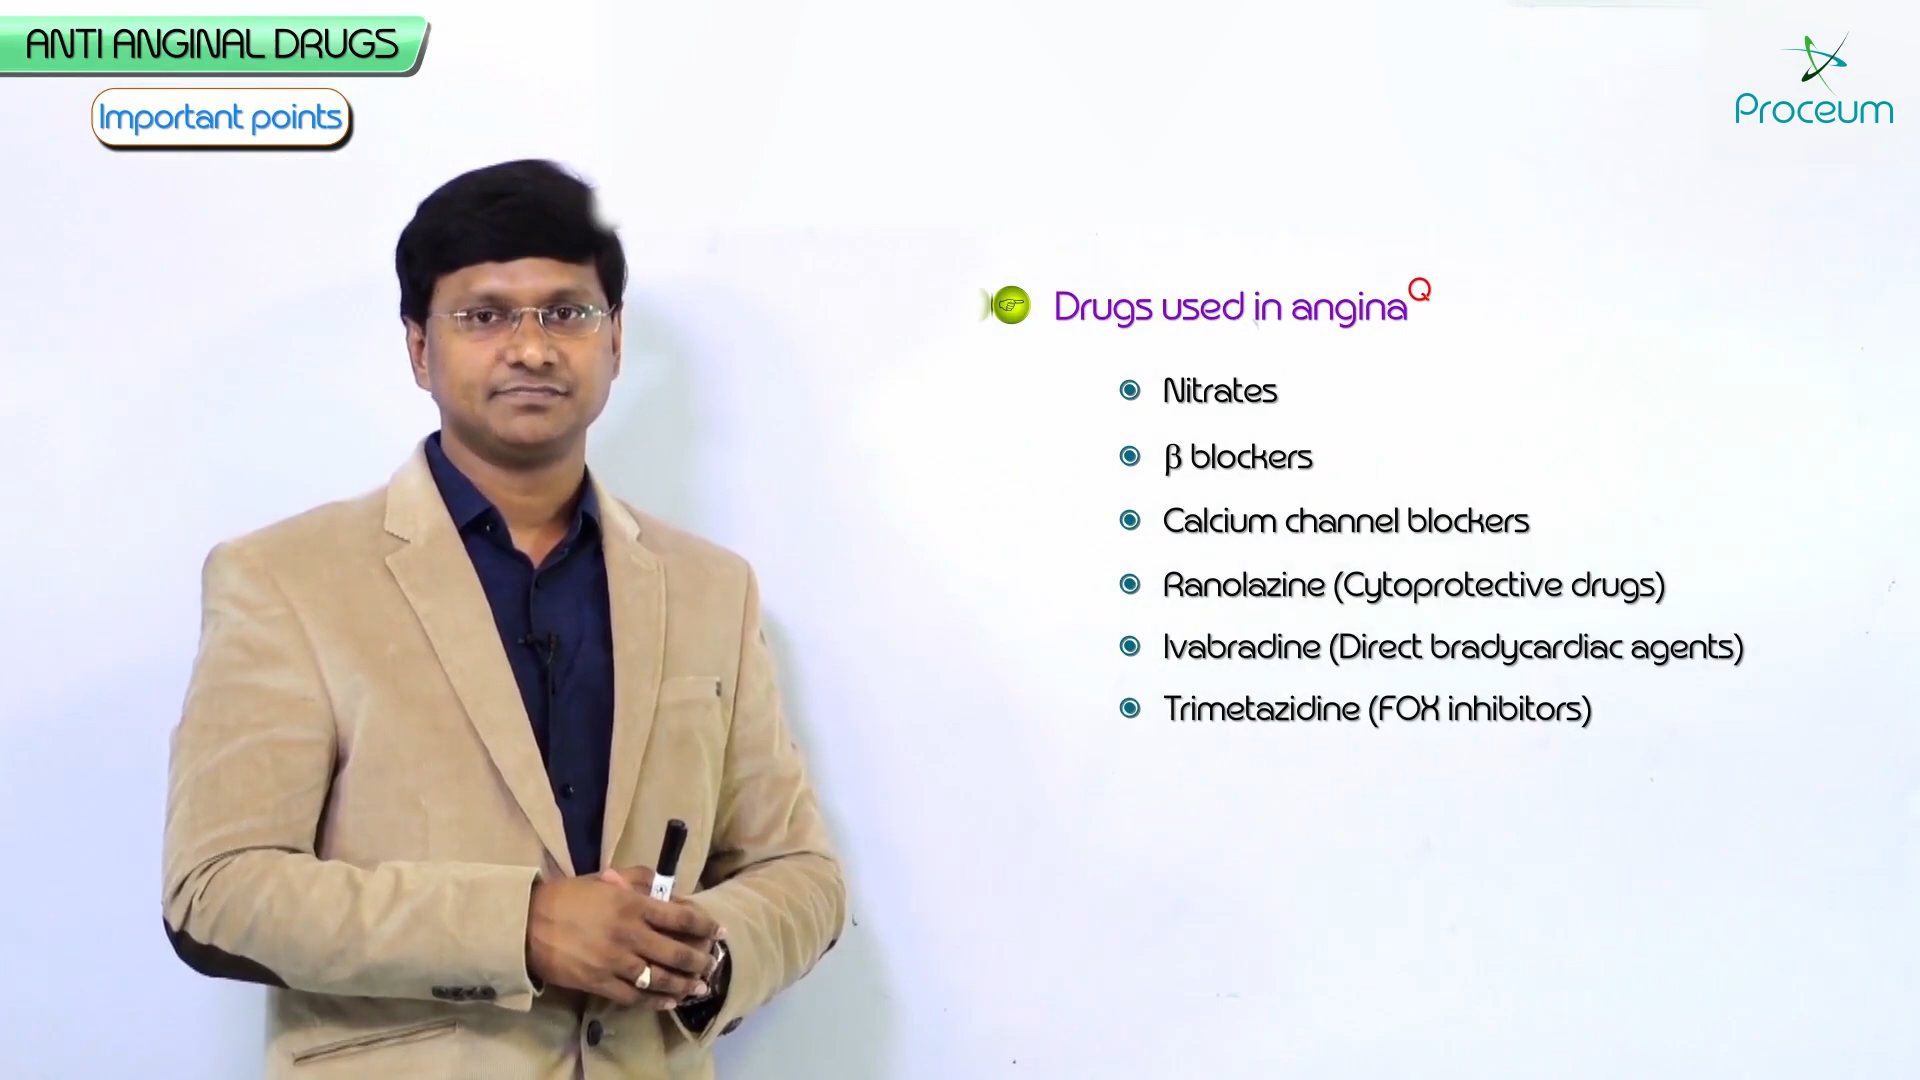 ANTI ANGINAL DRUGS
Important points
Proceum
Drugs used in angina Q
Nitrates
β blockers
Calcium channel blockers
Ranolazine (Cytoprotective drugs)
Ivabradine (Direct bradycardiac agents)
Trimetazidine (FOX inhibitors)